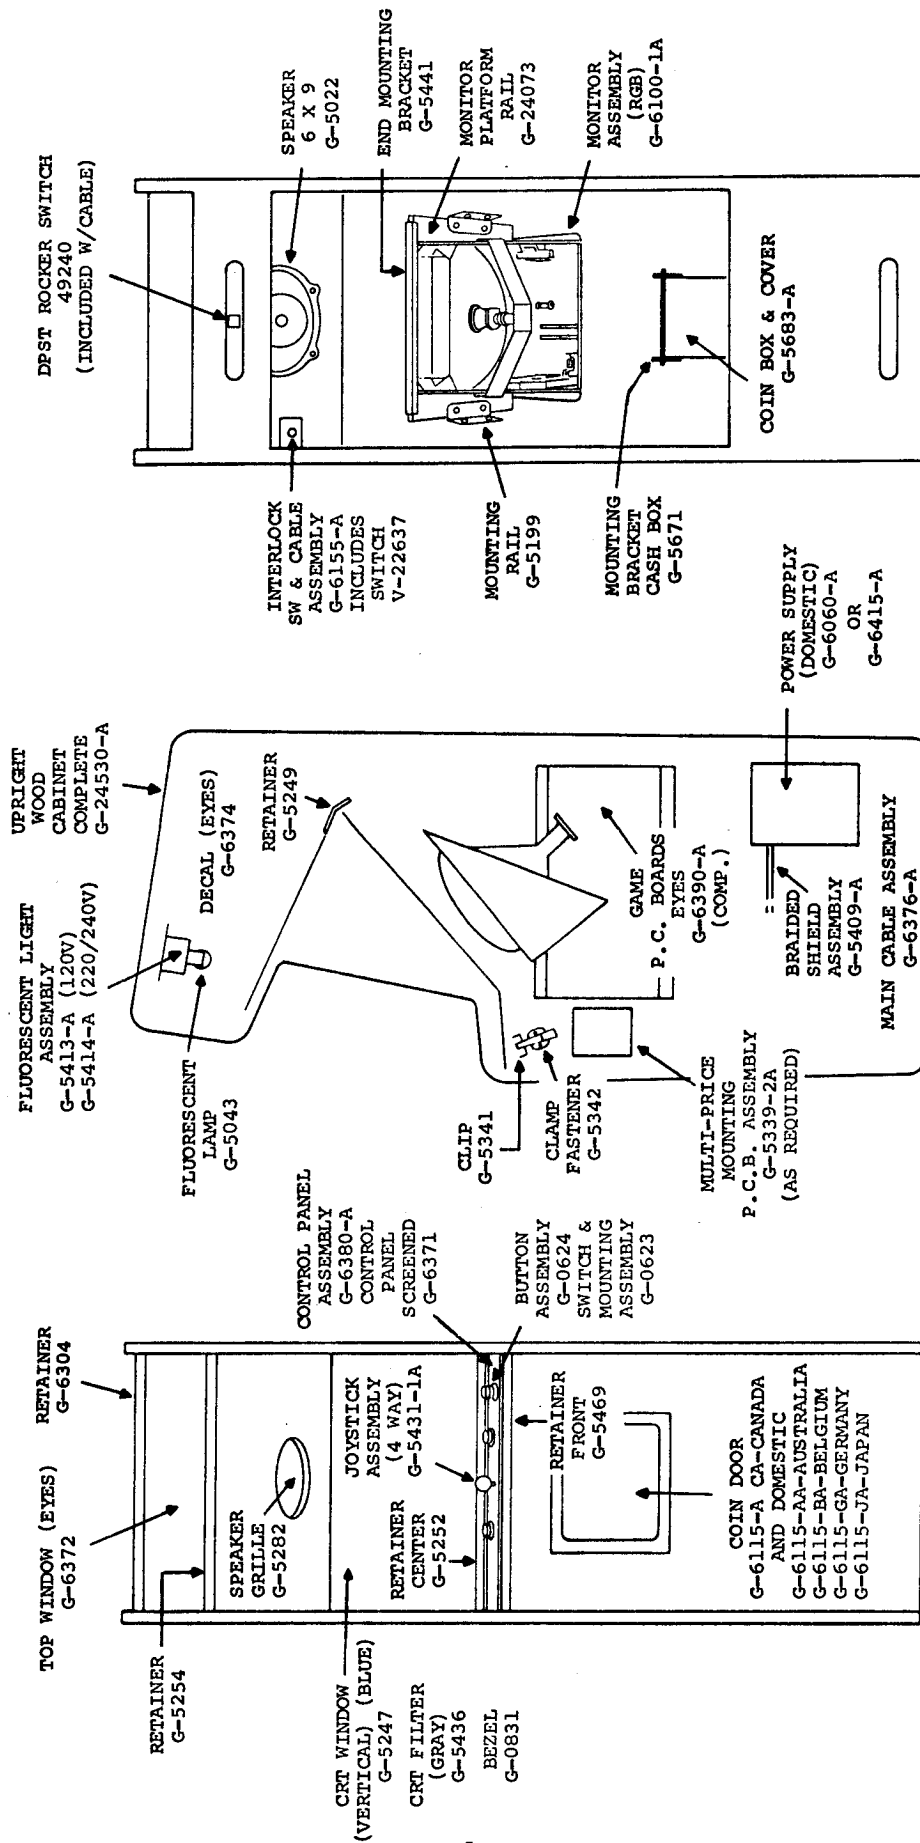 TOP WINDOW (EYES)
G-6372
RETAINER
G-6304
RETAINER
G-5254
SPEAKER
GRILLE
G-5282
CRT WINDOW
(VERTICAL) (BLUE)
G-5247
CRT FILTER
(GRAY)
G-5436
BEZEL
G-0831
JOYSTICK
ASSEMBLY
(4 WAY)
G-5431-1A
RETAINER
CENTER
G-5252
CONTROL PANEL
ASSEMBLY
G-6380-A
CONTROL
PANEL
SCREENED
G-6371
BUTTON
ASSEMBLY
G-0624
SWITCH &
MOUNTING
ASSEMBLY
G-0623
RETAINER
FRONT
G-5469
COIN DOOR
G-6115-A CA-CANADA
AND DOMESTIC
G-6115-AA-AUSTRALIA
G-6115-BA-BELGIUM
G-6115-GA-GERMANY
G-6115-JA-JAPAN
FLUORESCENT LIGHT
ASSEMBLY
G-5413-A (120V)
G-5414-A (220/240V)
UPRIGHT
WOOD
CABINET
COMPLETE
G-24530-A
FLUORESCENT
LAMP
G-5043
DECAL (EYES)
G-6374
RETAINER
G-5249
CLIP
G-5341
CLAMP
FASTENER
G-5342
GAME
P.C. BOARDS
EYES
G-6390-A
(COMP.)
MULTI-PRICE
MOUNTING
P.C.B. ASSEMBLY
G-5339-2A
(AS REQUIRED)
BRAIDED
SHIELD
ASSEMBLY
G-5409-A
MAIN CABLE ASSEMBLY
G-6376-A
POWER SUPPLY
(DOMESTIC)
G-6060-A
OR
G-6415-A
DPST ROCKER SWITCH
49240
(INCLUDED W/CABLE)
SPEAKER
6 X 9
G-5022
INTERLOCK
SW & CABLE
ASSEMBLY
G-6155-A
INCLUDES
SWITCH
V-22637
END MOUNTING
BRACKET
G-5441
MONITOR
PLATFORM
RAIL
G-24073
MOUNTING
RAIL
G-5199
MONITOR
ASSEMBLY
(RGB)
G-6100-1A
MOUNTING
BRACKET
CASH BOX
G-5671
COIN BOX & COVER
G-5683-A